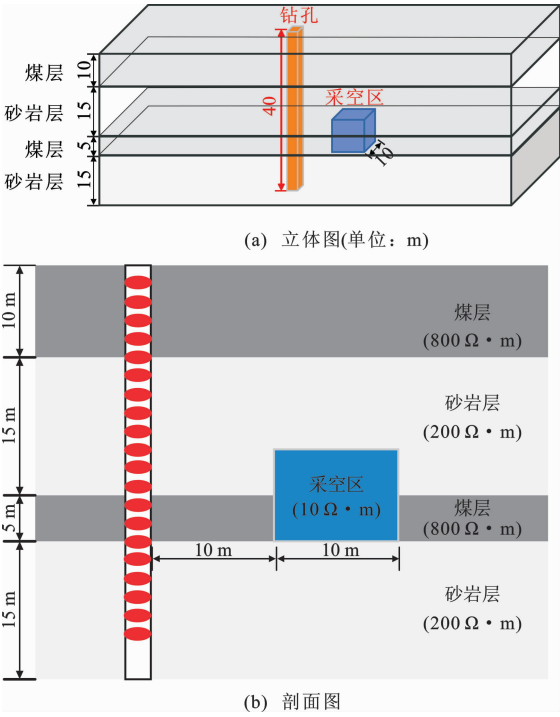 钻孔
煤层
10
砂岩层
15
40
采空区
煤层
5
10
砂岩层
15
(a) 立体图(单位：m)
10 m
煤层
(800 Ω·m)
15 m
砂岩层
(200 Ω·m)
采空区
(10 Ω·m)
5 m
煤层
(800 Ω·m)
10 m
10 m
15 m
砂岩层
(200 Ω·m)
(b) 剖面图